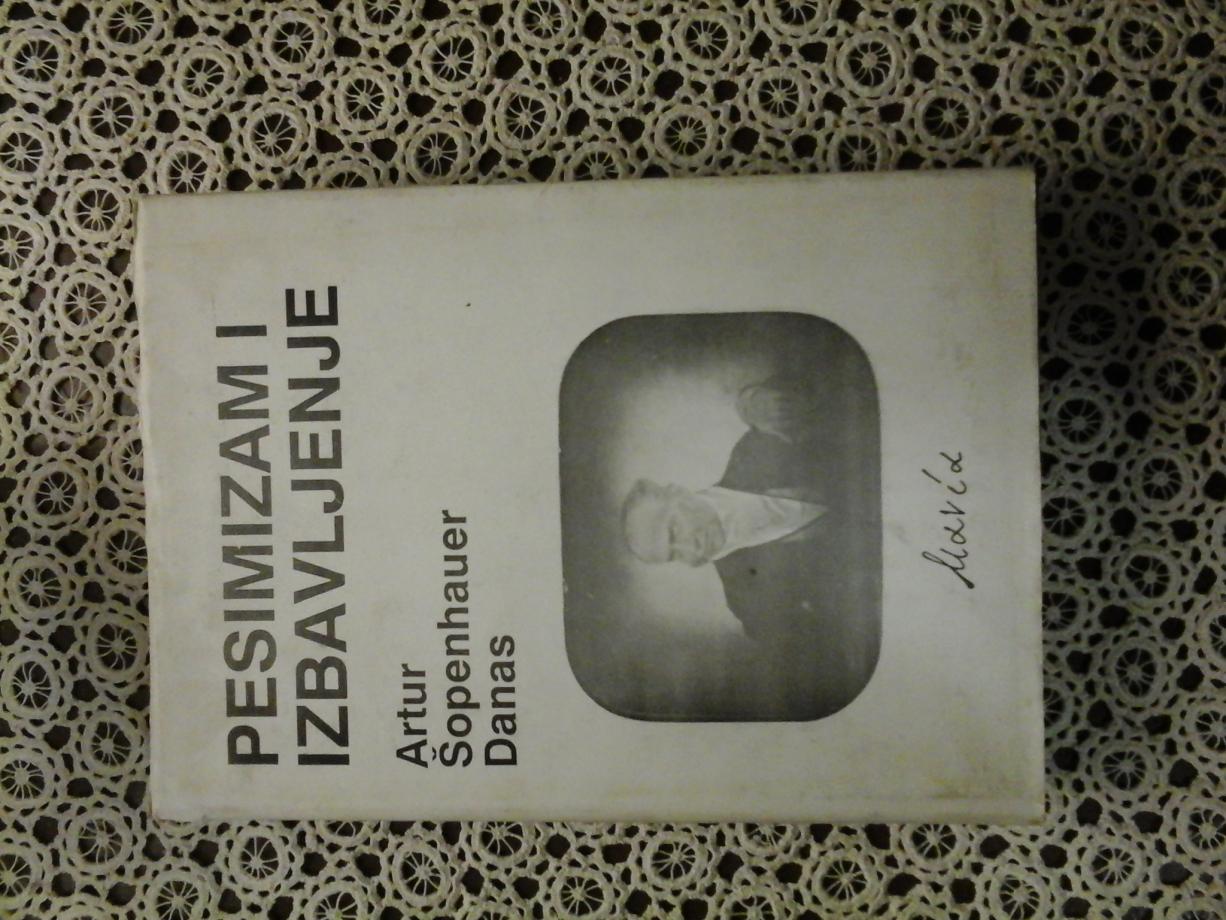 PESIMIZAM I
IZBAVLJENJE
Artur
Šopenhauer
Danas